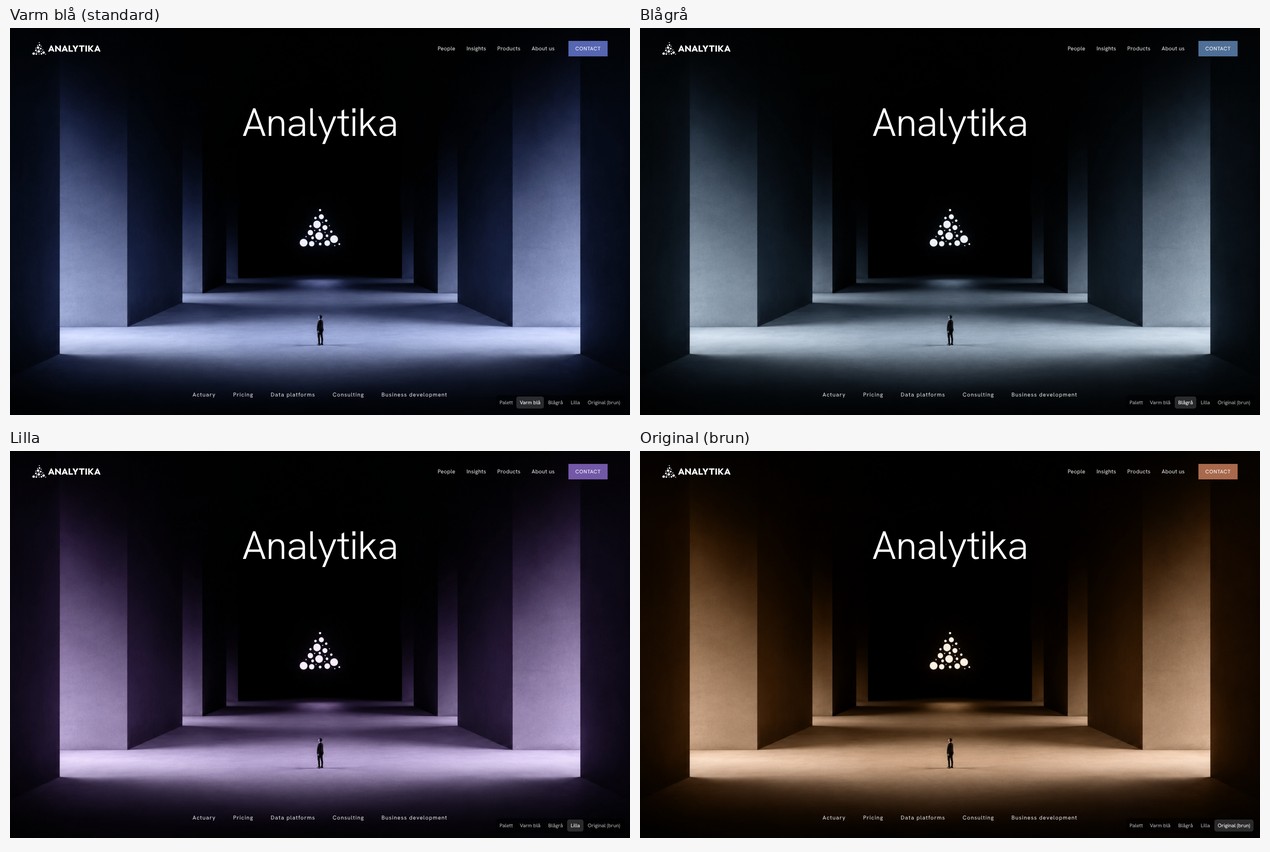 Varm blå (standard)
ANALYTIKA People Insights Products About us CONTACT
Analytika
Actuary Pricing Data platforms Consulting Business development
Palett Varm blå Blågrå Lilla Original (brun)
Blågrå
ANALYTIKA People Insights Products About us CONTACT
Analytika
Actuary Pricing Data platforms Consulting Business development
Palett Varm blå Blågrå Lilla Original (brun)
Lilla
ANALYTIKA People Insights Products About us CONTACT
Analytika
Actuary Pricing Data platforms Consulting Business development
Palett Varm blå Blågrå Lilla Original (brun)
Original (brun)
ANALYTIKA People Insights Products About us CONTACT
Analytika
Actuary Pricing Data platforms Consulting Business development
Palett Varm blå Blågrå Lilla Original (brun)